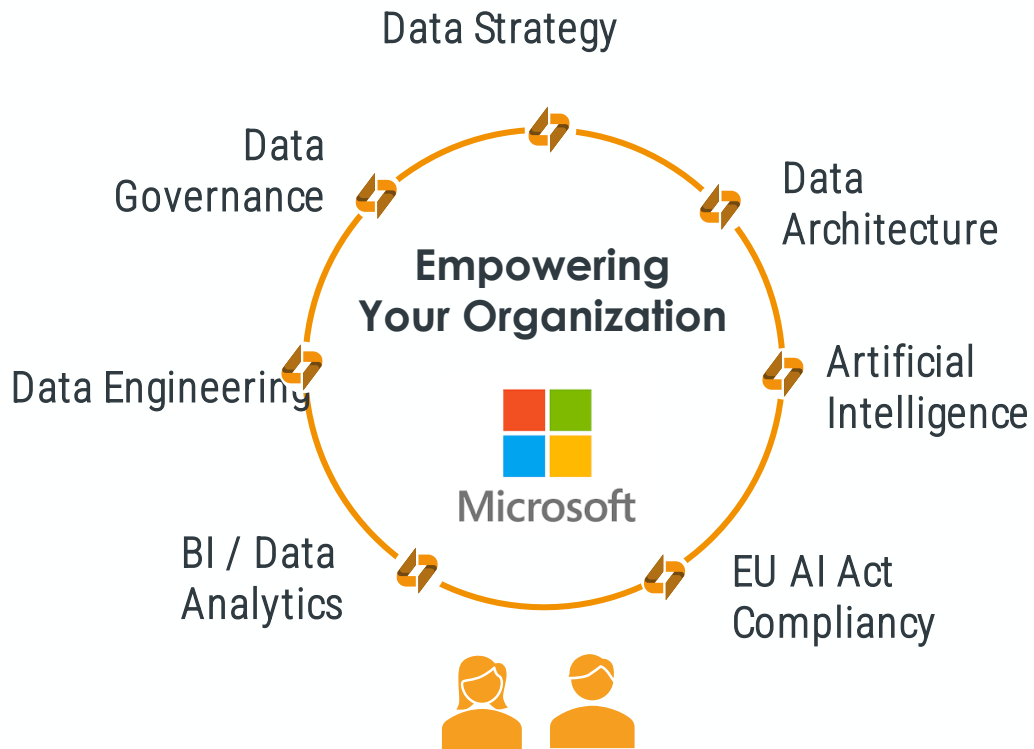 Data Strategy
Data
Governance
Data
Architecture
Empowering
Your Organization
Artificial
Intelligence
Data Engineering
Microsoft
BI / Data
Analytics
EU AI Act
Compliancy